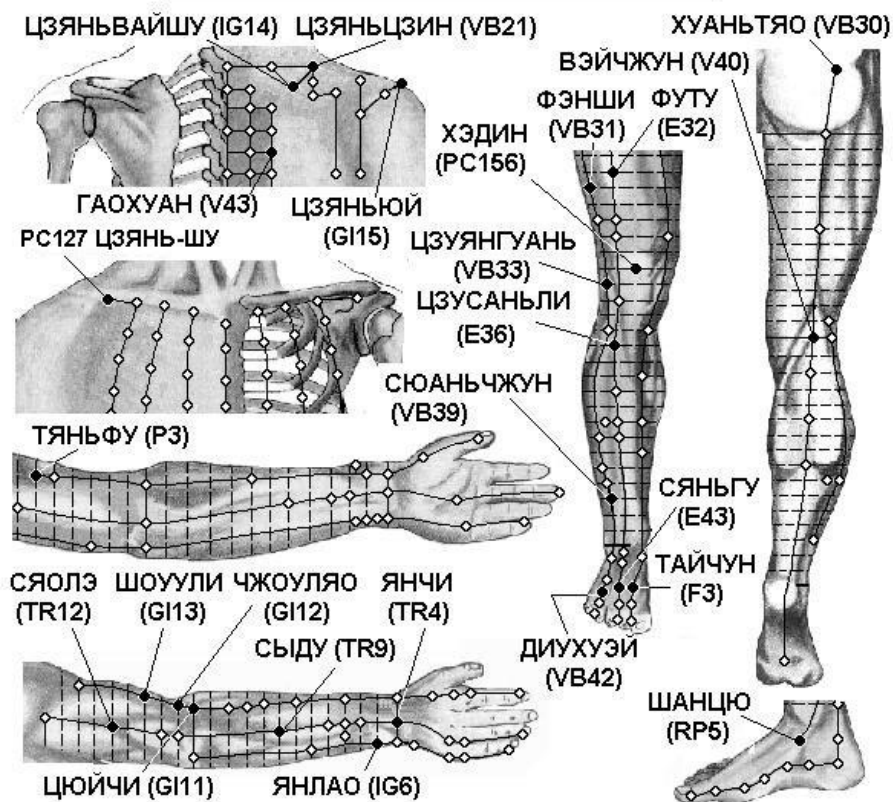 ЦЗЯНЬВАЙШУ (IG14)
ЦЗЯНЬЦЗИН (VB21)
ХУАНЬТЯО (VB30)
ВЭЙЧЖУН (V40)
ФЭНШИ
(VB31)
ФУТУ
(E32)
ХЭДИН
(PC156)
ГАОХУАН (V43)
ЦЗЯНЬЮЙ
(GI15)
PC127 ЦЗЯНЬ-ШУ
ЦЗУЯНГУАНЬ
(VB33)
ЦЗУСАНЬЛИ
(E36)
СЮАНЬЧЖУН
(VB39)
ТЯНЬФУ (P3)
СЯНЬГУ
(E43)
ТАЙЧУН
(F3)
ДИУХУЭЙ
(VB42)
СЯОЛЭ
(TR12)
ШОУУЛИ
(GI13)
ЧЖОУЛЯО
(GI12)
ЯНЧИ
(TR4)
СЫДУ (TR9)
ЦЮЙЧИ (GI11)
ЯНЛАО (IG6)
ШАНЦЮ
(RP5)